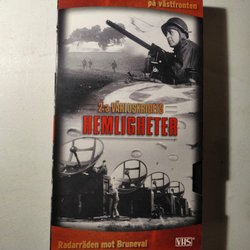 på västfronten
2:a VÄRLDSKRIGETS
HEMLIGHETER
Radarräden mot Bruneval
VHS